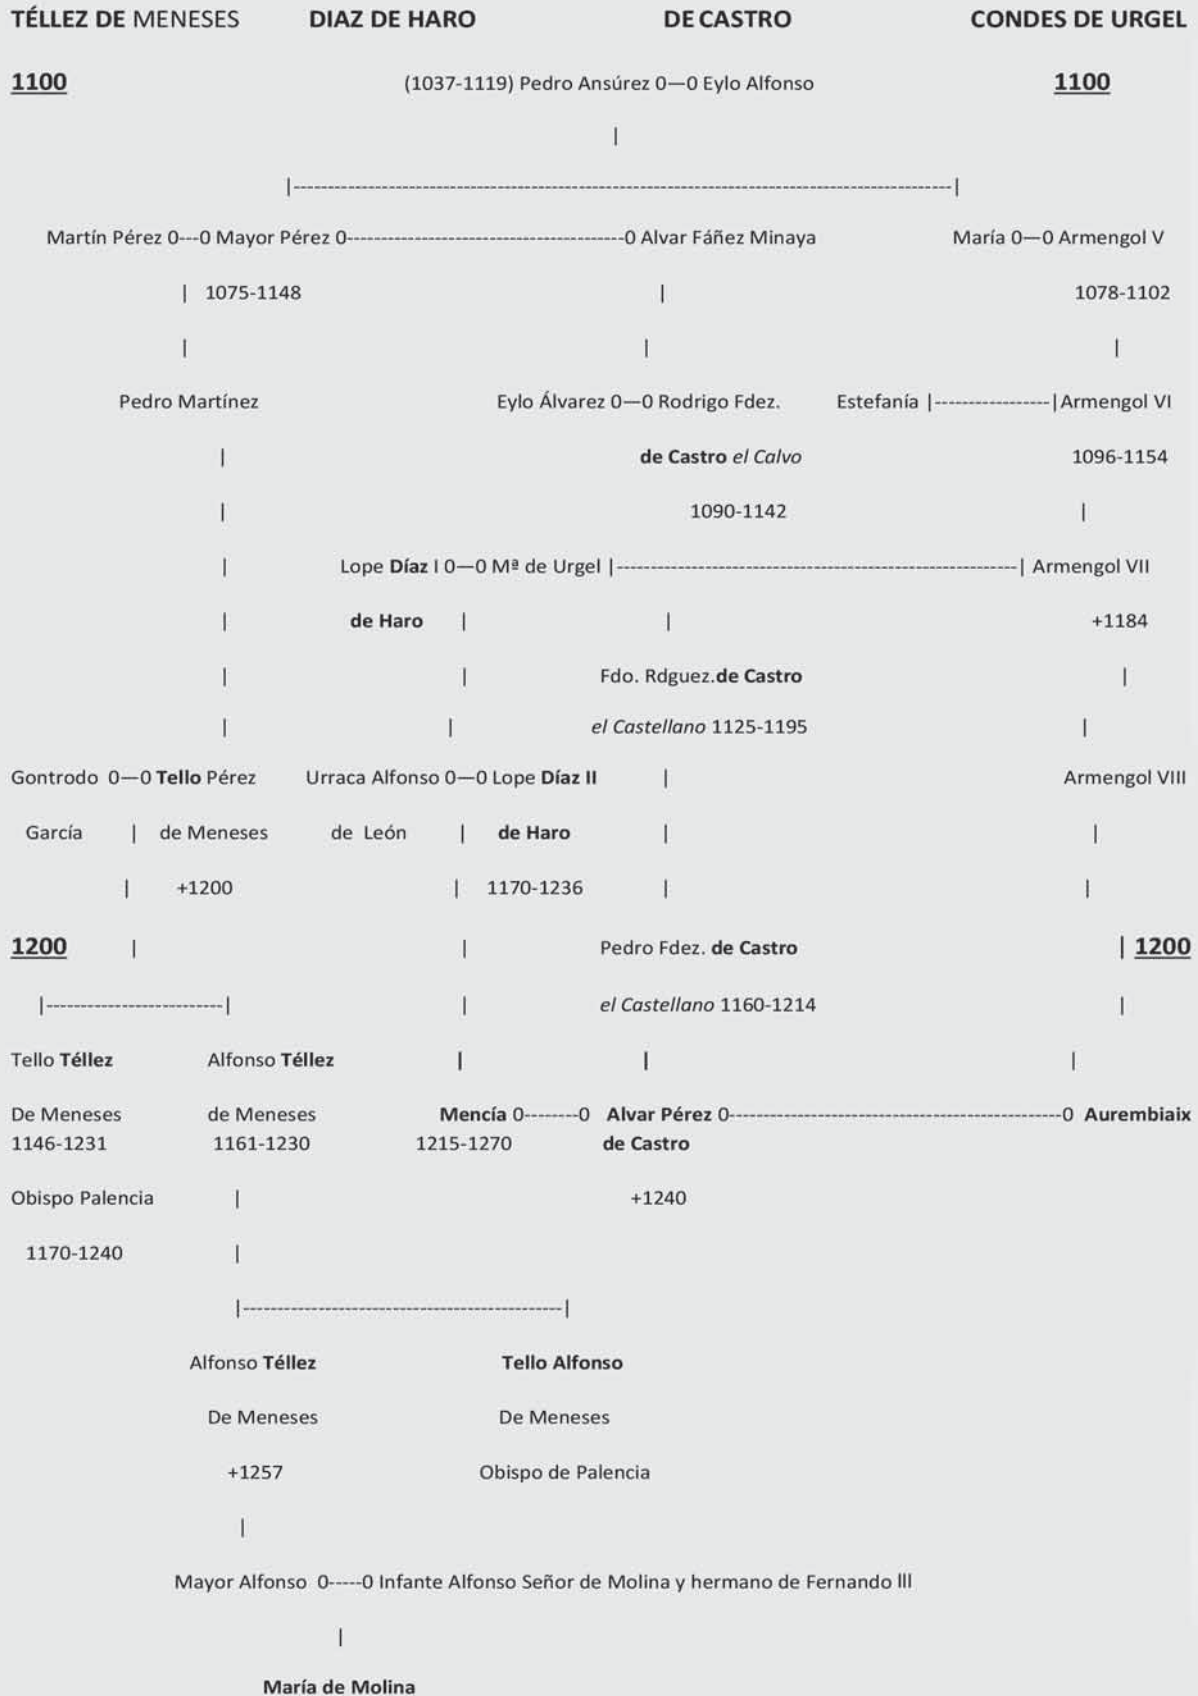 TÉLLEZ DE MENESES DIAZ DE HARO DE CASTRO CONDES DE URGEL
1100 (1037-1119) Pedro Ansúrez 0—0 Eylo Alfonso 1100
|
|-------------------------------------------------------------------------------------------------|
Martín Pérez 0---0 Mayor Pérez 0-----------------------------------------0 Alvar Fáñez Minaya María 0—0 Armengol V
| 1075-1148 | 1078-1102
| | |
Pedro Martínez Eylo Álvarez 0—0 Rodrigo Fdez. Estefanía |-----------------|Armengol VI
| de Castro el Calvo 1096-1154
| 1090-1142 |
| Lope Díaz I 0—0 Mª de Urgel |-----------------------------------------------------------| Armengol VII
| de Haro | | +1184
| | Fdo. Rdguez.de Castro |
| | el Castellano 1125-1195 |
Gontrodo 0—0 Tello Pérez Urraca Alfonso 0—0 Lope Díaz II | Armengol VIII
García | de Meneses de León | de Haro | |
| +1200 | 1170-1236 | |
1200 | | Pedro Fdez. de Castro | 1200
|--------------------------| | el Castellano 1160-1214 |
Tello Téllez Alfonso Téllez | | |
De Meneses de Meneses Mencía 0--------0 Alvar Pérez 0-------------------------------------------------0 Aurembiaix
1146-1231 1161-1230 1215-1270 de Castro
Obispo Palencia | +1240
1170-1240 |
|-----------------------------------------------|
Alfonso Téllez Tello Alfonso
De Meneses De Meneses
+1257 Obispo de Palencia
|
Mayor Alfonso 0-----0 Infante Alfonso Señor de Molina y hermano de Fernando III
|
María de Molina